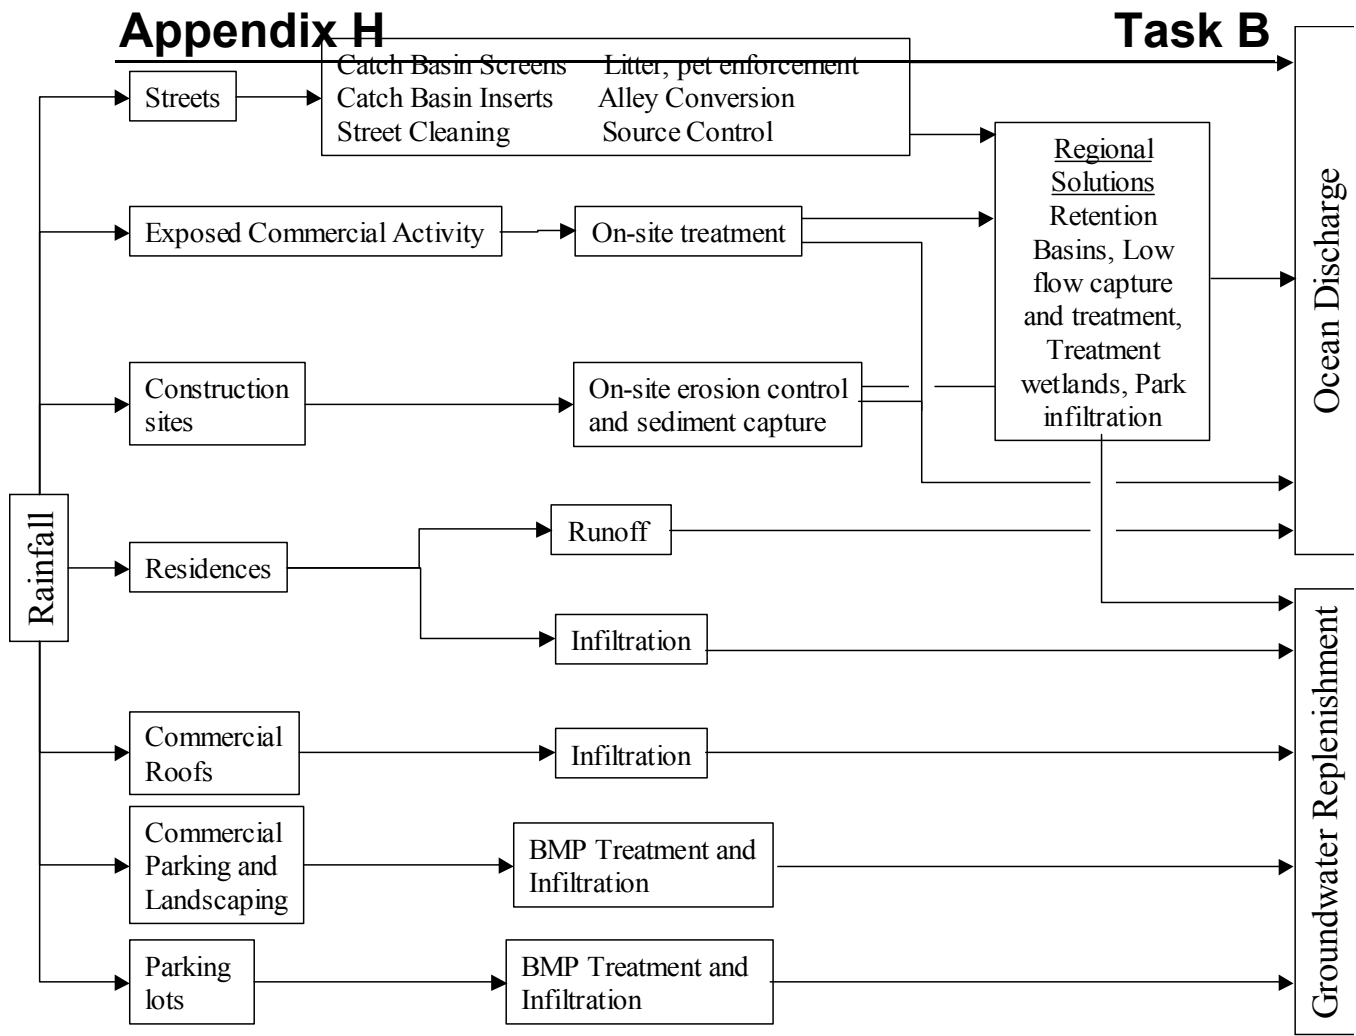 Appendix H
Task B
Streets
Catch Basin Screens Litter, pet enforcement
Catch Basin Inserts Alley Conversion
Street Cleaning Source Control
Exposed Commercial Activity
On-site treatment
Construction
sites
On-site erosion control
and sediment capture
Regional
Solutions
Retention
Basins, Low
flow capture
and treatment,
Treatment
wetlands, Park
infiltration
Ocean Discharge
Rainfall
Residences
Runoff
Infiltration
Commercial
Roofs
Infiltration
Commercial
Parking and
Landscaping
BMP Treatment and
Infiltration
Parking
lots
BMP Treatment and
Infiltration
Groundwater Replenishment